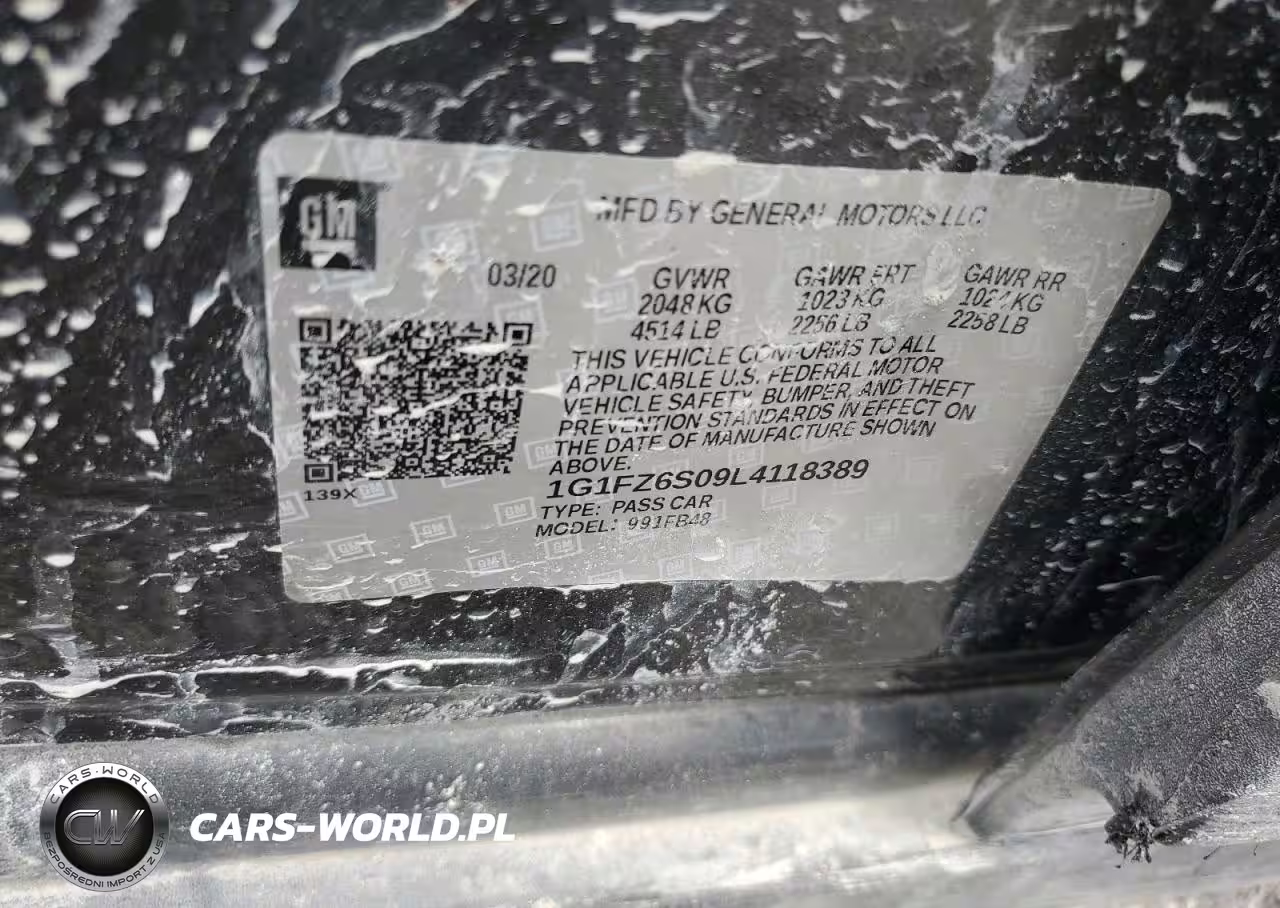 GM
MFD BY GENERAL MOTORS LLC
03/20
GVWR
2048 KG
4514 LB
GAWR FRT
1023 KG
2256 LB
GAWR RR
1024 KG
2258 LB
THIS VEHICLE CONFORMS TO ALL
APPLICABLE U.S. FEDERAL MOTOR
VEHICLE SAFETY, BUMPER, AND THEFT
PREVENTION STANDARDS IN EFFECT ON
THE DATE OF MANUFACTURE SHOWN
ABOVE.
1G1FZ6S09L4118389
TYPE: PASS CAR
MODEL: 991FB48
139X
CARS-WORLD
CW
BEZPOŚREDNI IMPORT Z USA
CARS-WORLD.PL